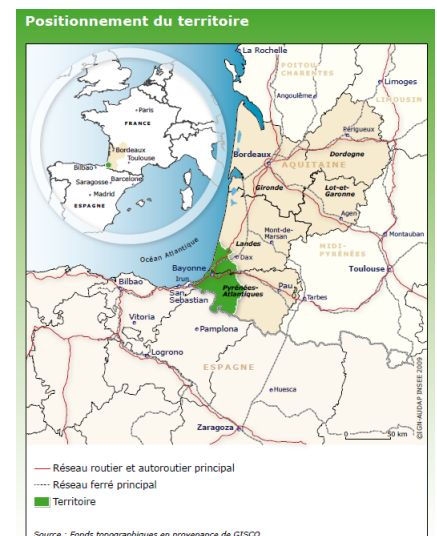 Positionnement du territoire
La Rochelle
POITOU
CHARENTES
Limoges
Angoulême
LIMOUSIN
Paris
FRANCE
Périgueux
Bordeaux
Toulouse
Bordeaux
Dordogne
AQUITAINE
Bilbao
Barcelone
Saragosse
Gironde
Lot-et-
Garonne
Madrid
ESPAGNE
Agen
Mont-de-
Marsan
Montauban
Océan Atlantique
Landes
MIDI-
PYRÉNÉES
Dax
Bayonne
Toulouse
Irun
Bilbao
San
Sebastian
Pyrénées-
Atlantiques
Pau
Tarbes
Vitoria
Pamplona
Logrono
ESPAGNE
Huesca
Zaragoza
0 50 km
©IGN-AUDAP INSEE 2009
Réseau routier et autoroutier principal
Réseau ferré principal
Territoire
Source : Fonds topographiques en provenance de GISCO